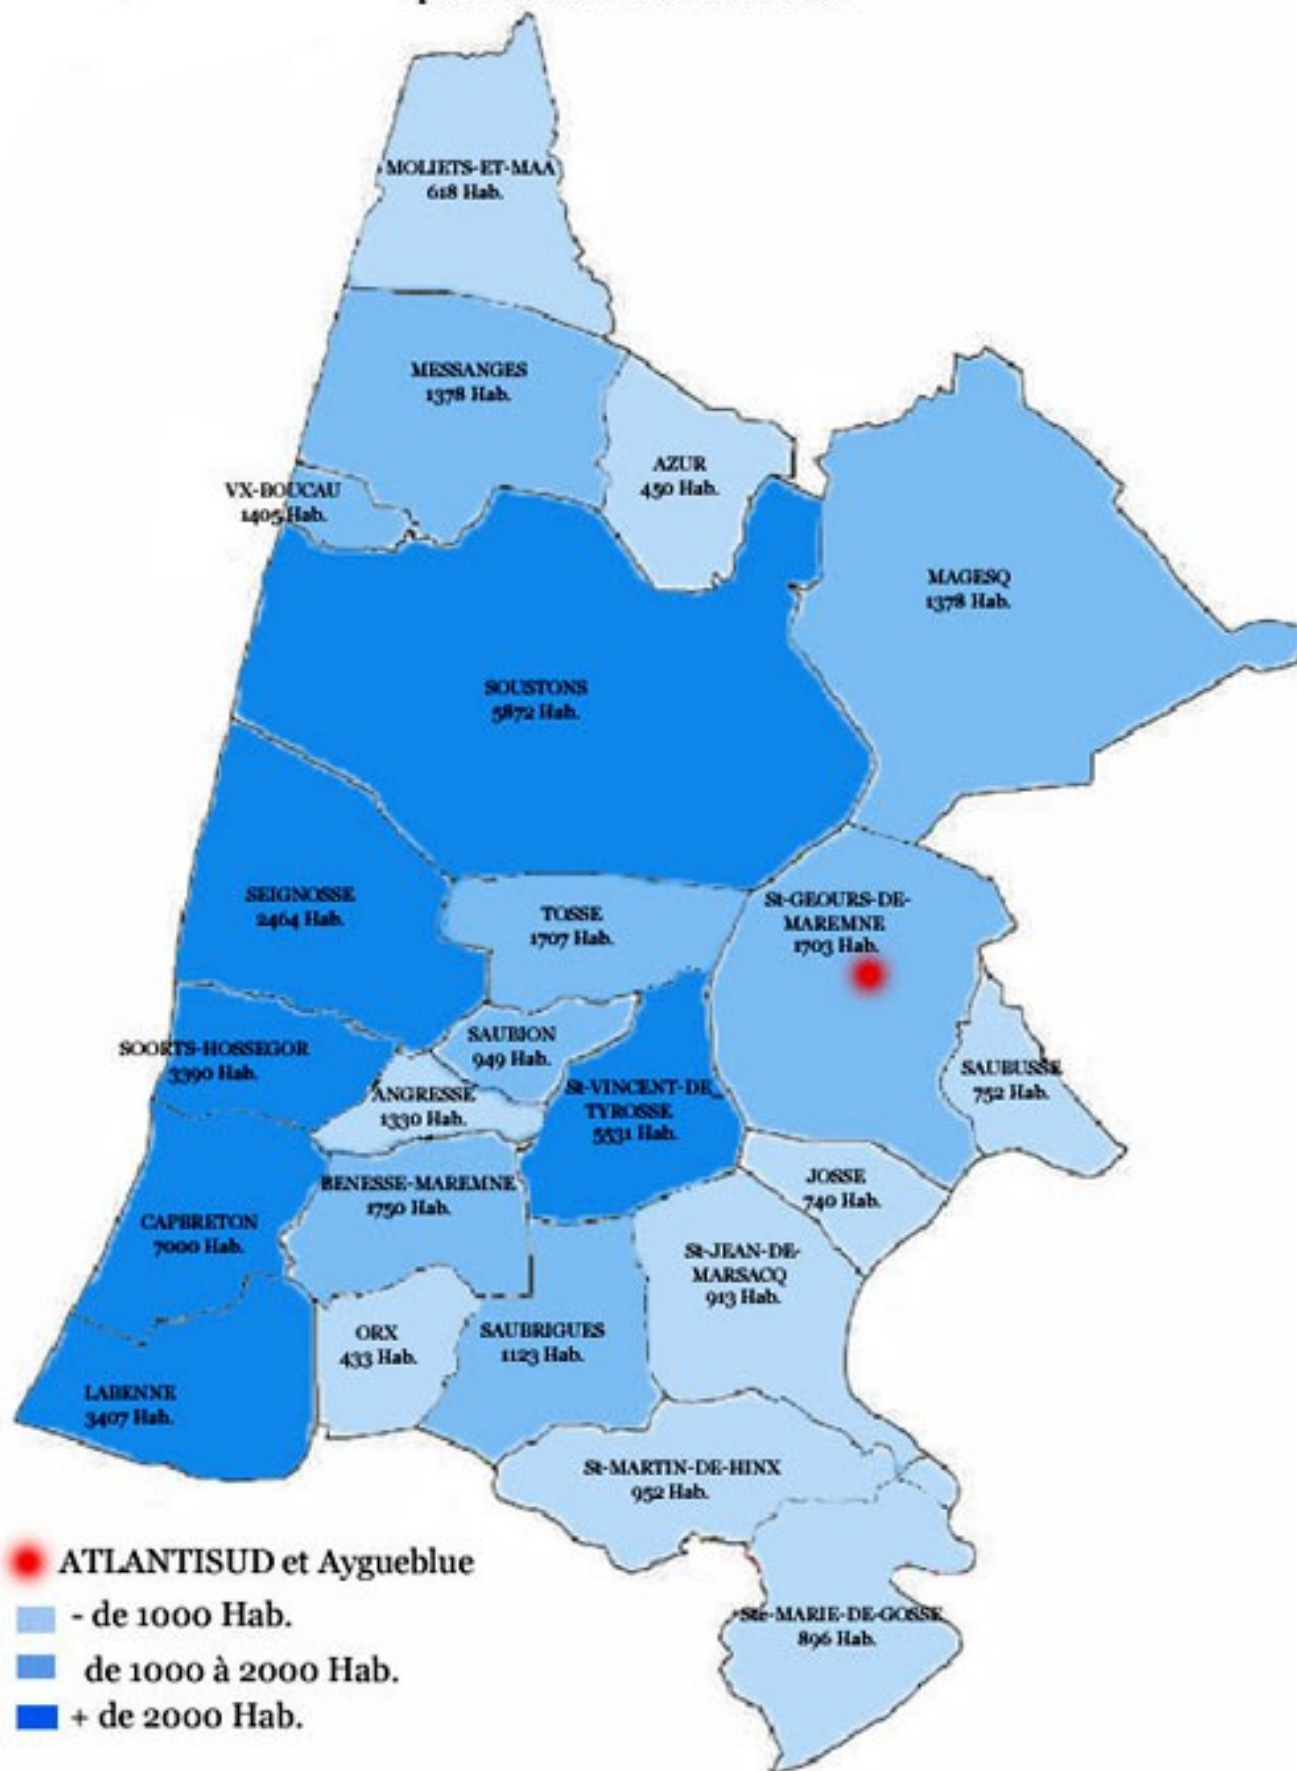 MOLIETS-ET-MAA
618 Hab.
MESSANGES
1378 Hab.
AZUR
450 Hab.
VX-BOUCAU
1405 Hab.
MAGESQ
1378 Hab.
SOUSTONS
5872 Hab.
SEIGNOSSE
2464 Hab.
TOSSE
1707 Hab.
St-GEOURS-DE-
MAREMNE
1703 Hab.
SOORTS-HOSSEGOR
3390 Hab.
SAUBION
949 Hab.
ANGRESSE
1330 Hab.
St-VINCENT-DE_
TYROSSE
5531 Hab.
SAUBUSSE
752 Hab.
BENESSE-MAREMNE
1750 Hab.
JOSSE
740 Hab.
CAPBRETON
7000 Hab.
St-JEAN-DE-
MARSACQ
913 Hab.
ORX
433 Hab.
SAUBRIGUES
1123 Hab.
LABENNE
3407 Hab.
St-MARTIN-DE-HINX
952 Hab.
Ste-MARIE-DE-GOSSE
896 Hab.
ATLANTISUD et Aygueblue
- de 1000 Hab.
de 1000 à 2000 Hab.
+ de 2000 Hab.